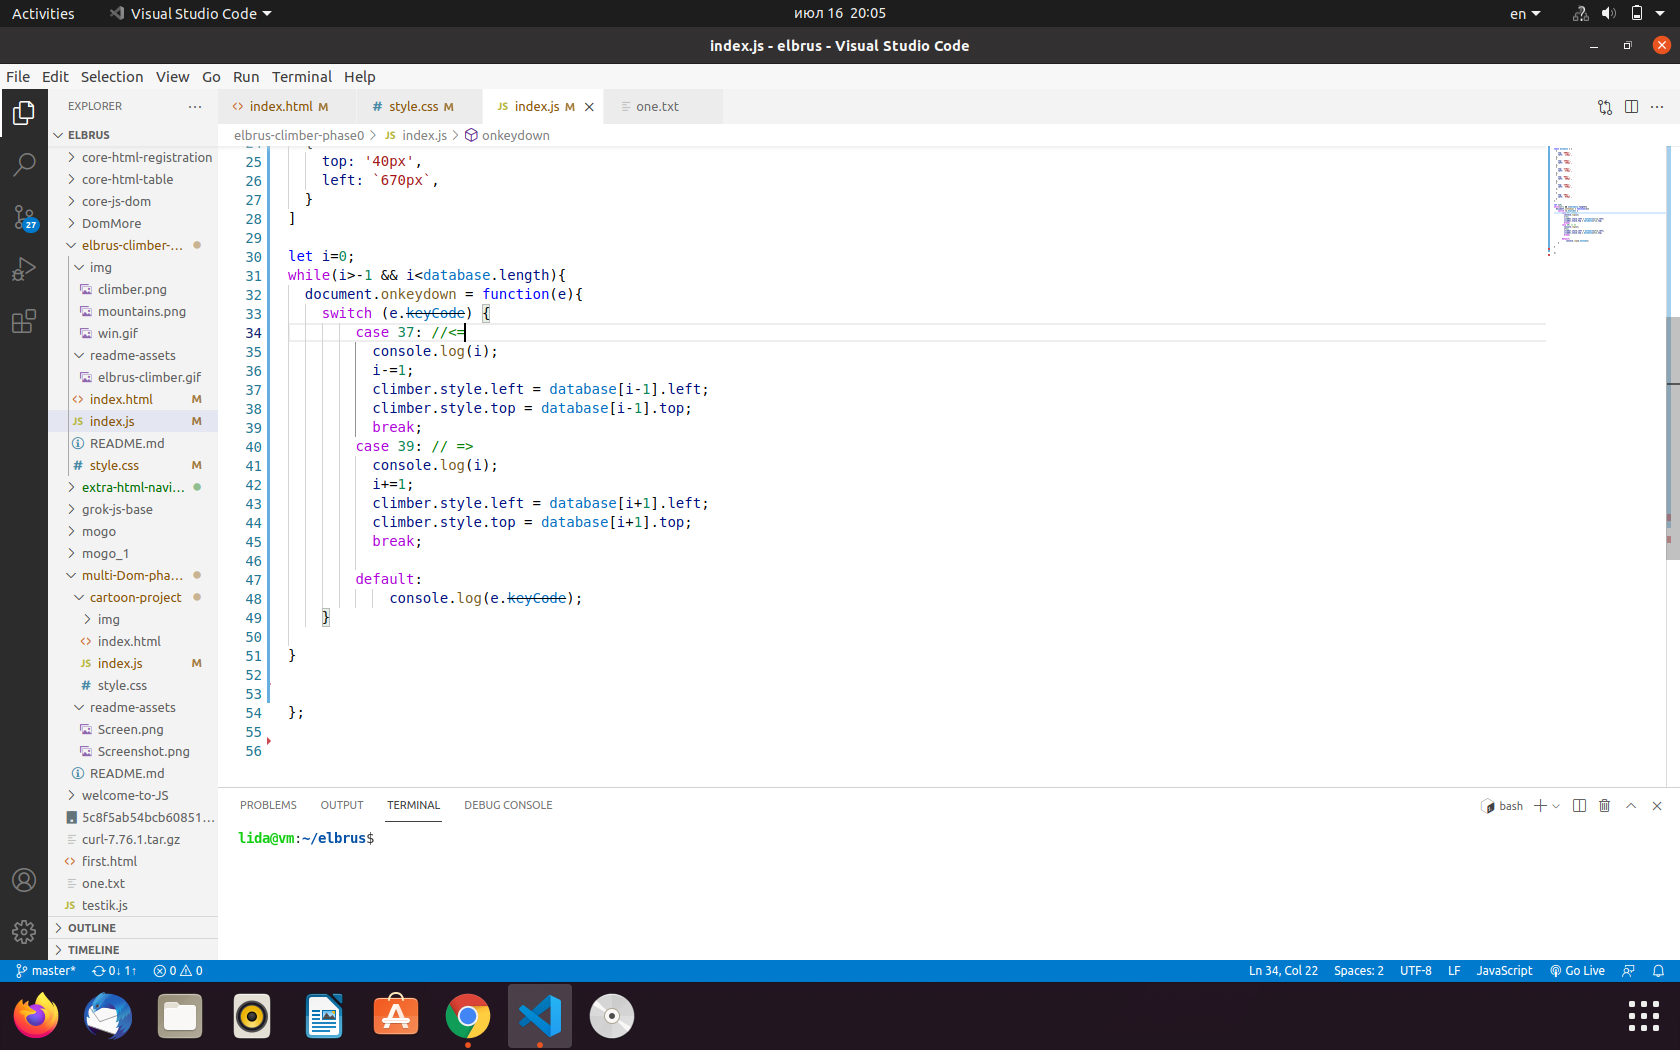 Activities
Visual Studio Code
июл 16 20:05
en
index.js - elbrus - Visual Studio Code
File Edit Selection View Go Run Terminal Help
EXPLORER
ELBRUS
core-html-registration
core-html-table
core-js-dom
DomMore
elbrus-climber-...
img
climber.png
mountains.png
win.gif
readme-assets
elbrus-climber.gif
index.html M
index.js M
README.md
style.css M
extra-html-navi...
grok-js-base
mogo
mogo_1
multi-Dom-pha...
cartoon-project
img
index.html
index.js M
style.css
readme-assets
Screen.png
Screenshot.png
README.md
welcome-to-JS
5c8f5ab54bcb60851...
curl-7.76.1.tar.gz
first.html
one.txt
testik.js
OUTLINE
TIMELINE
27
index.html M
style.css M
JS index.js M
one.txt
elbrus-climber-phase0 > JS index.js > onkeydown
25 top: '40px',
26 left: `670px`,
27 }
28 ]
29
30 let i=0;
31 while(i>-1 && i<database.length){
32 document.onkeydown = function(e){
33 switch (e.keyCode) {
34 case 37: //<=
35 console.log(i);
36 i-=1;
37 climber.style.left = database[i-1].left;
38 climber.style.top = database[i-1].top;
39 break;
40 case 39: // =>
41 console.log(i);
42 i+=1;
43 climber.style.left = database[i+1].left;
44 climber.style.top = database[i+1].top;
45 break;
46
47 default:
48 console.log(e.keyCode);
49 }
50
51 }
52
53
54 };
55
56
PROBLEMS OUTPUT TERMINAL DEBUG CONSOLE
bash
lida@vm:~/elbrus$
master* 0↓ 1↑ 0 0
Ln 34, Col 22 Spaces: 2 UTF-8 LF JavaScript Go Live